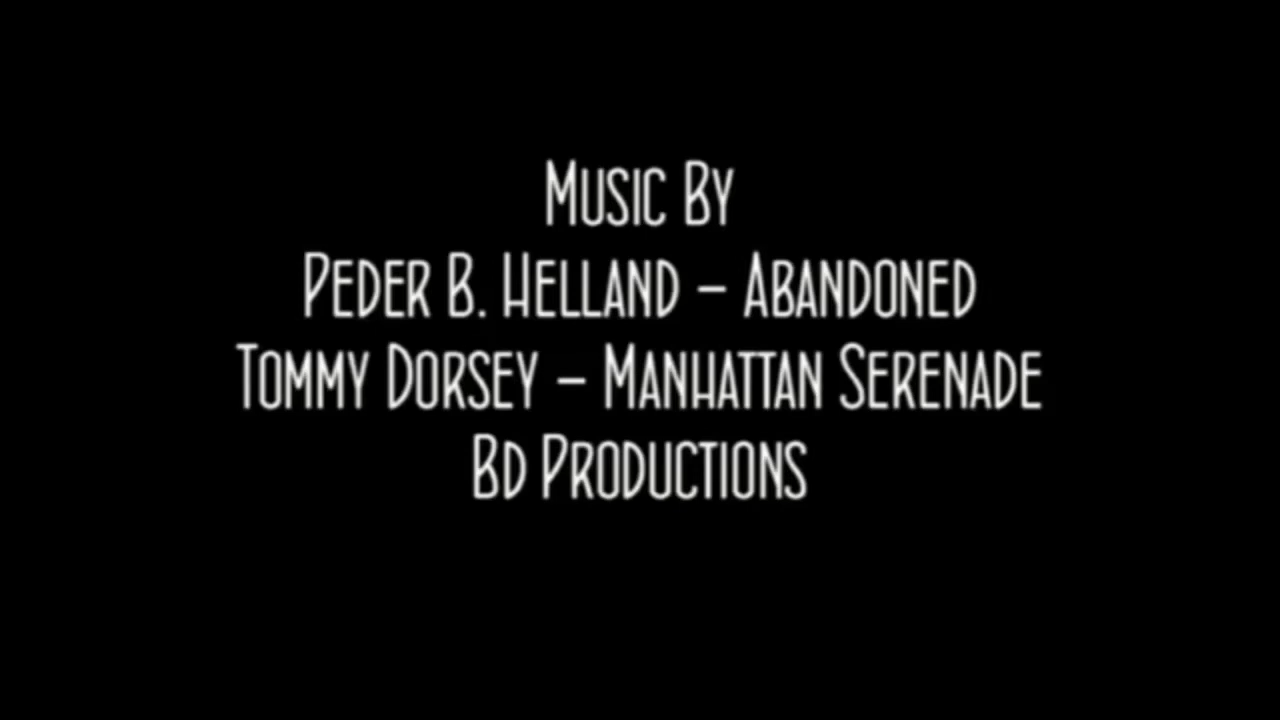 Music By
Peder B. Helland – Abandoned
Tommy Dorsey – Manhattan Serenade
Bd Productions